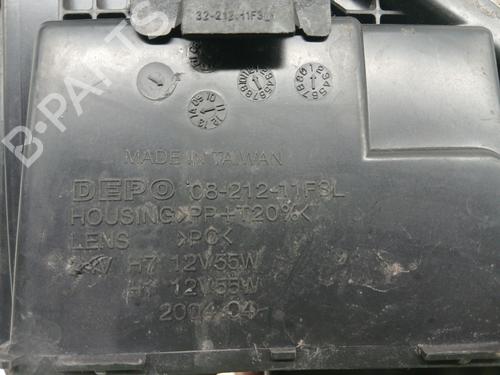 32-212-11F3L
MADE IN TAIWAN
DEPO 08-212-11F3L
HOUSING >PP+T20%<
LENS >PC<
H7 12V55W
H1 12V55W
2004-04
B-PARTS